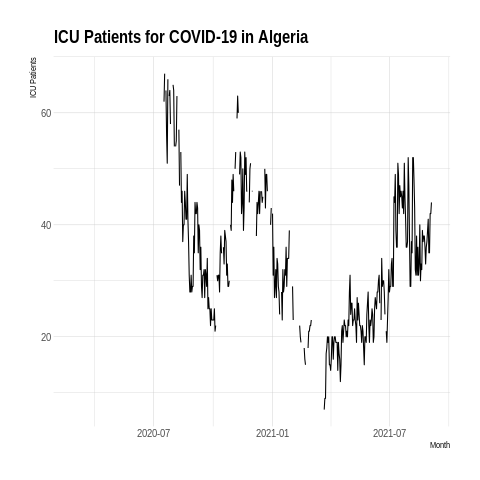 ICU Patients for COVID-19 in Algeria
ICU Patients
60
40
20
2020-07
2021-01
2021-07
Month